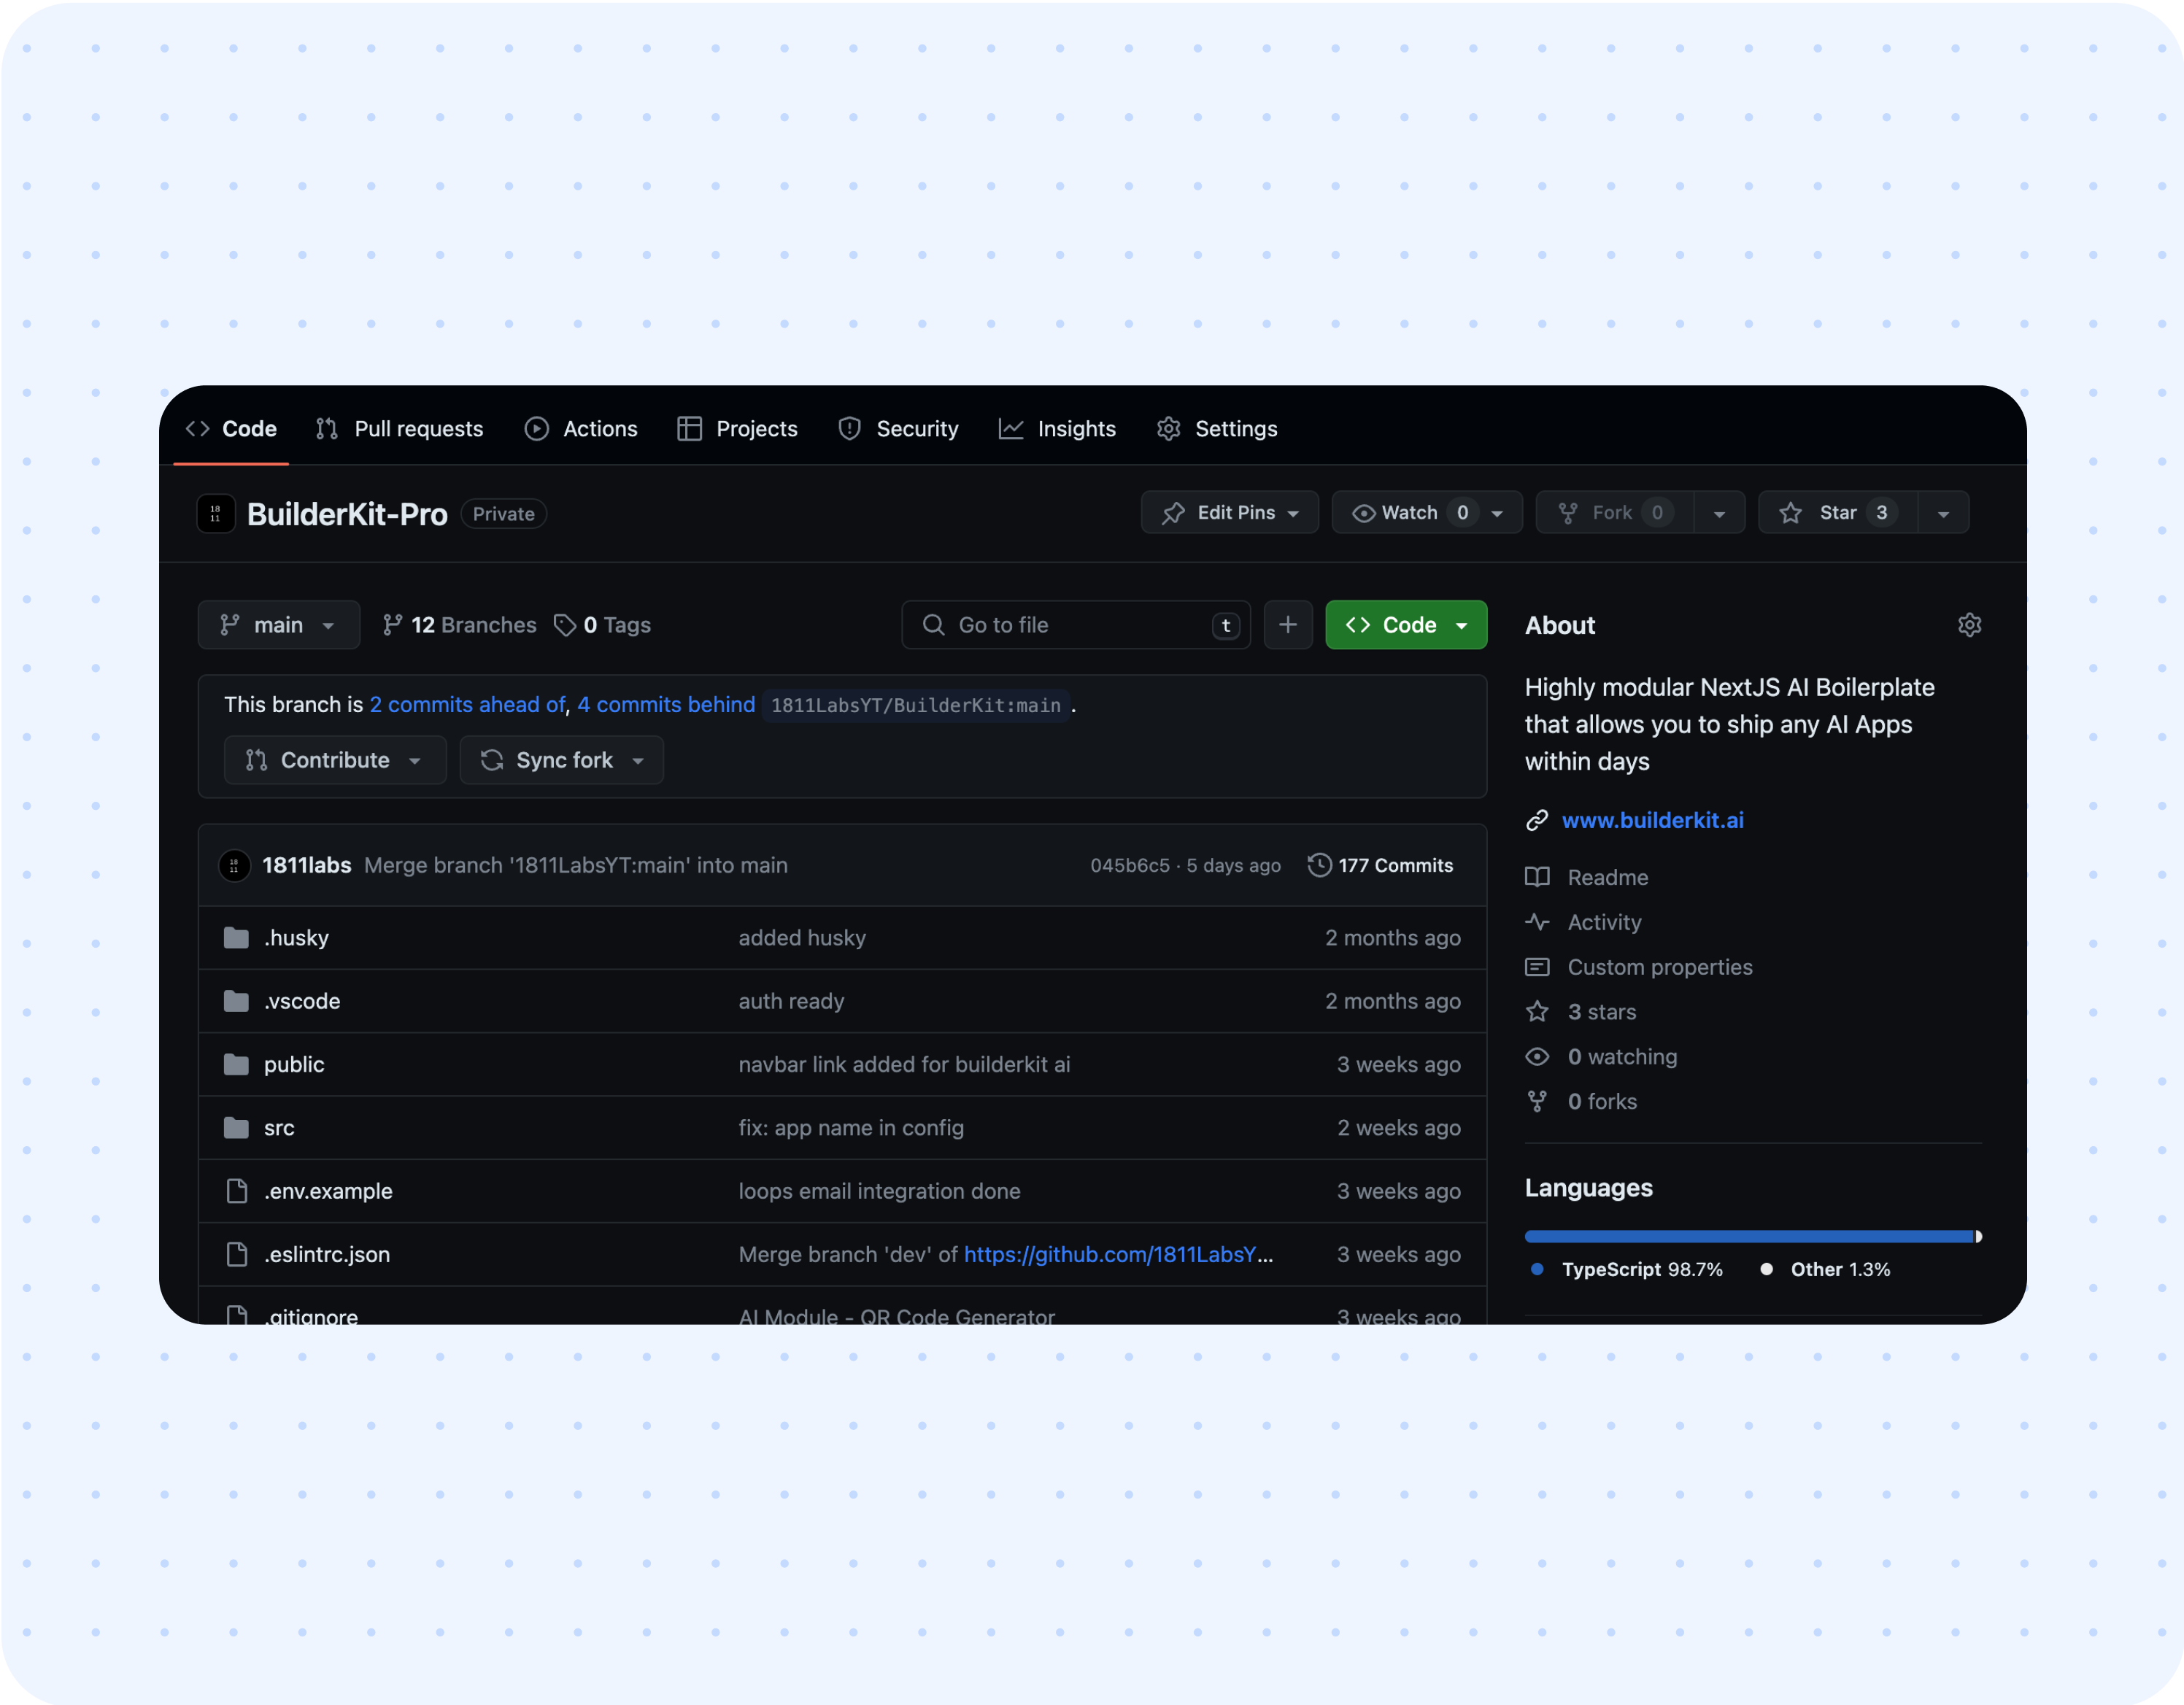 Code Pull requests Actions Projects Security Insights Settings
18
11
BuilderKit-Pro Private Edit Pins Watch 0 Fork 0 Star 3
main 12 Branches 0 Tags Go to file t + Code
This branch is 2 commits ahead of, 4 commits behind 1811LabsYT/BuilderKit:main .
Contribute Sync fork
18
11
1811labs Merge branch '1811LabsYT:main' into main 045b6c5 · 5 days ago 177 Commits
.husky added husky 2 months ago
.vscode auth ready 2 months ago
public navbar link added for builderkit ai 3 weeks ago
src fix: app name in config 2 weeks ago
.env.example loops email integration done 3 weeks ago
.eslintrc.json Merge branch 'dev' of https://github.com/1811LabsY... 3 weeks ago
.gitignore AI Module - QR Code Generator 3 weeks ago
About
Highly modular NextJS AI Boilerplate
that allows you to ship any AI Apps
within days
www.builderkit.ai
Readme
Activity
Custom properties
3 stars
0 watching
0 forks
Languages
TypeScript 98.7% Other 1.3%